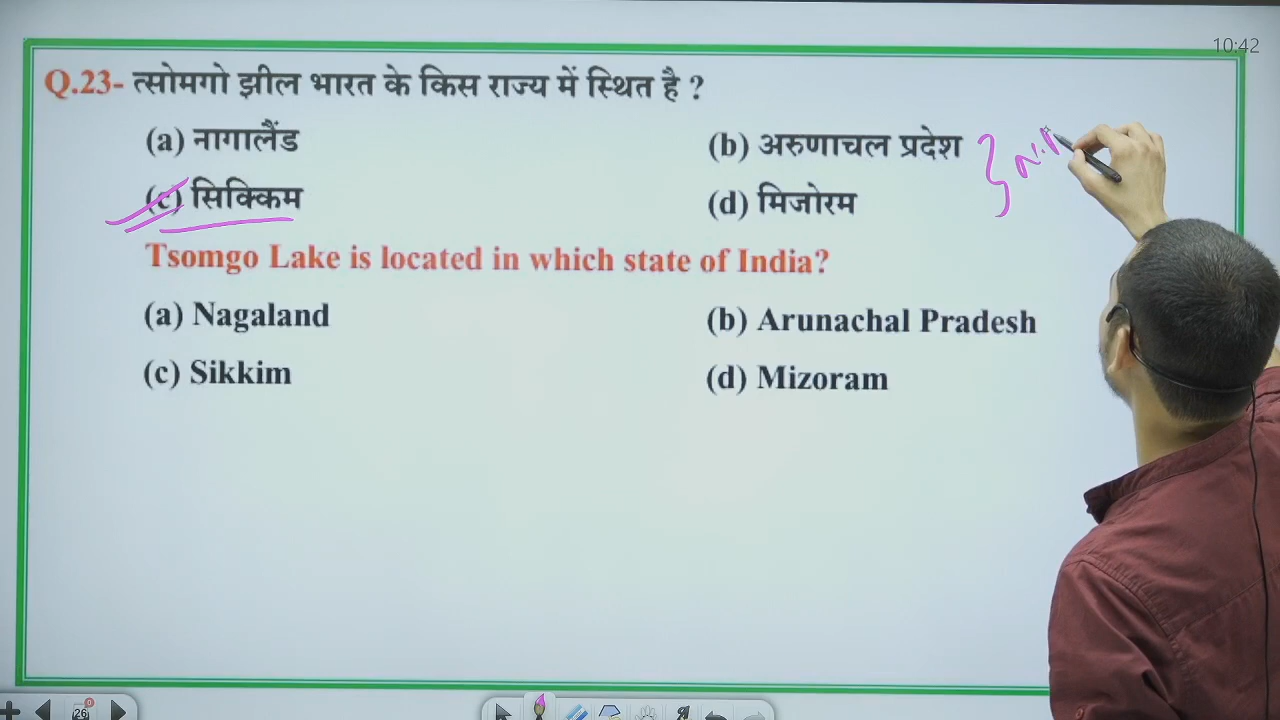 10:42
Q.23- त्सोमगो झील भारत के किस राज्य में स्थित है ?
(a) नागालैंड (b) अरुणाचल प्रदेश
(c) सिक्किम (d) मिजोरम
Tsomgo Lake is located in which state of India?
(a) Nagaland (b) Arunachal Pradesh
(c) Sikkim (d) Mizoram
26